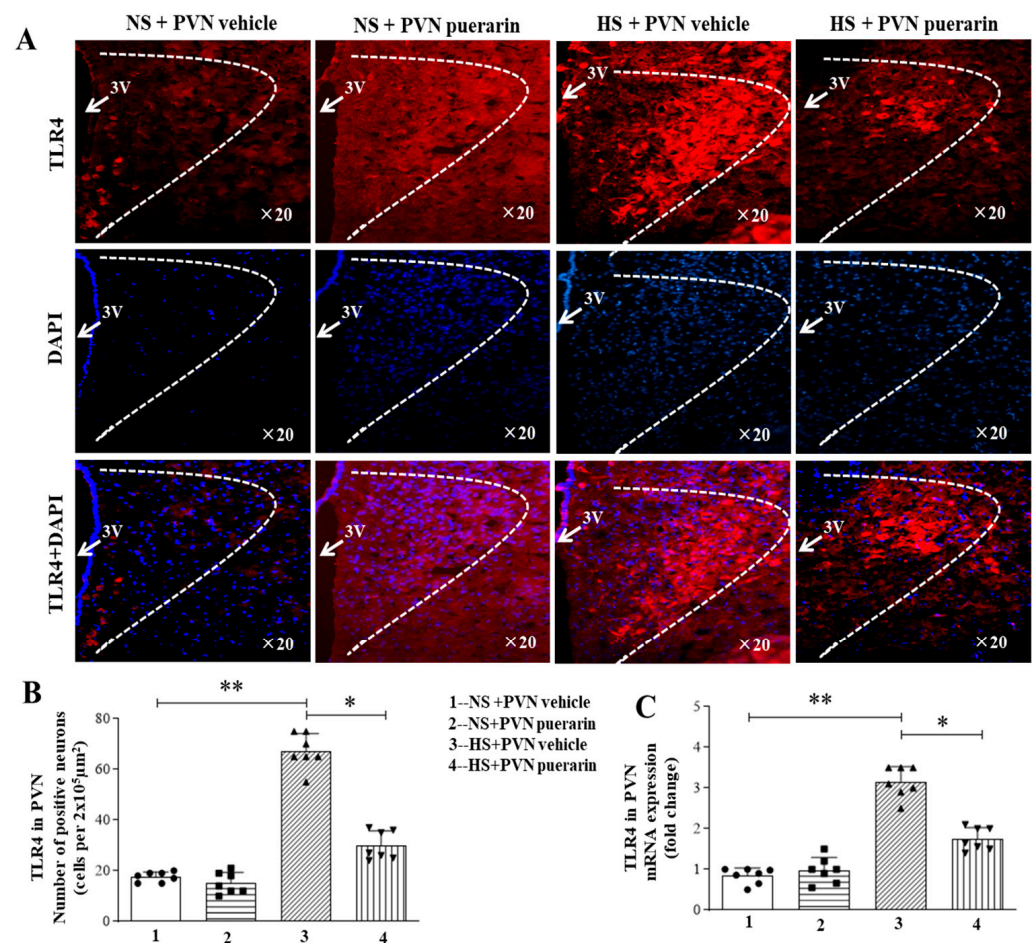 A
NS + PVN vehicle
NS + PVN puerarin
HS + PVN vehicle
HS + PVN puerarin
TLR4
3V
×20
3V
×20
3V
×20
3V
×20
DAPI
3V
×20
3V
×20
3V
×20
3V
×20
TLR4+DAPI
3V
×20
3V
×20
3V
×20
3V
×20
B
TLR4 in PVN
Number of positive neurons
(cells per 2x10⁵μm²)
80
60
40
20
0
**
*
1
2
3
4
1--NS +PVN vehicle
2--NS+PVN puerarin
3--HS+PVN vehicle
4--HS+PVN puerarin
C
TLR4 in PVN
mRNA expression
(fold change)
5
4
3
2
1
0
**
*
1
2
3
4